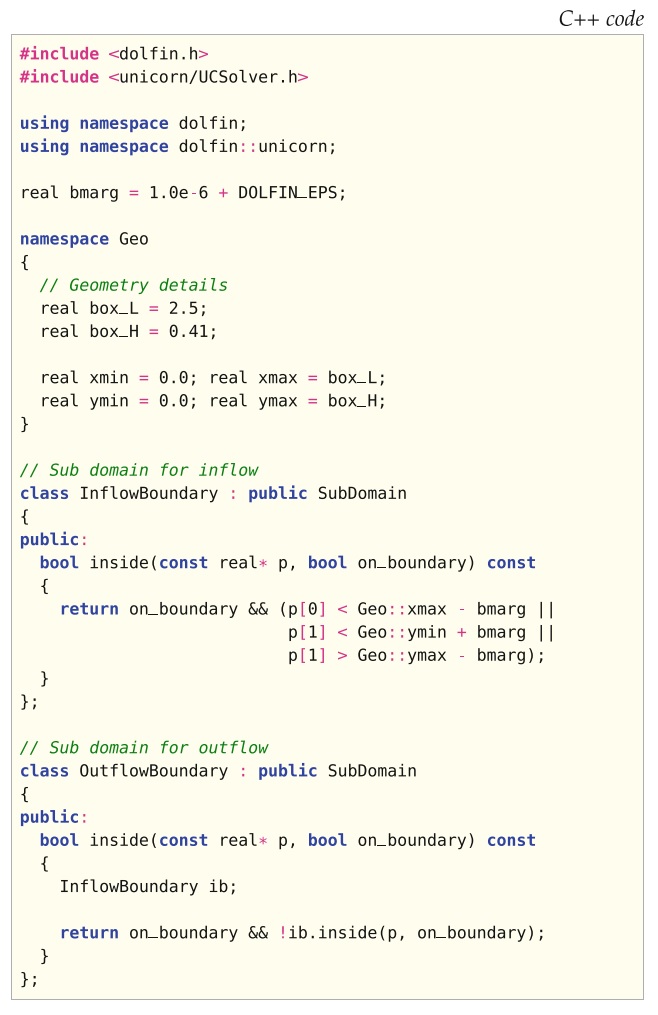 C++ code
#include <dolfin.h>
#include <unicorn/UCSolver.h>

using namespace dolfin;
using namespace dolfin::unicorn;

real bmarg = 1.0e-6 + DOLFIN_EPS;

namespace Geo
{
  // Geometry details
  real box_L = 2.5;
  real box_H = 0.41;

  real xmin = 0.0; real xmax = box_L;
  real ymin = 0.0; real ymax = box_H;
}

// Sub domain for inflow
class InflowBoundary : public SubDomain
{
public:
  bool inside(const real* p, bool on_boundary) const
  {
    return on_boundary && (p[0] < Geo::xmax - bmarg ||
                           p[1] < Geo::ymin + bmarg ||
                           p[1] > Geo::ymax - bmarg);
  }
};

// Sub domain for outflow
class OutflowBoundary : public SubDomain
{
public:
  bool inside(const real* p, bool on_boundary) const
  {
    InflowBoundary ib;

    return on_boundary && !ib.inside(p, on_boundary);
  }
};